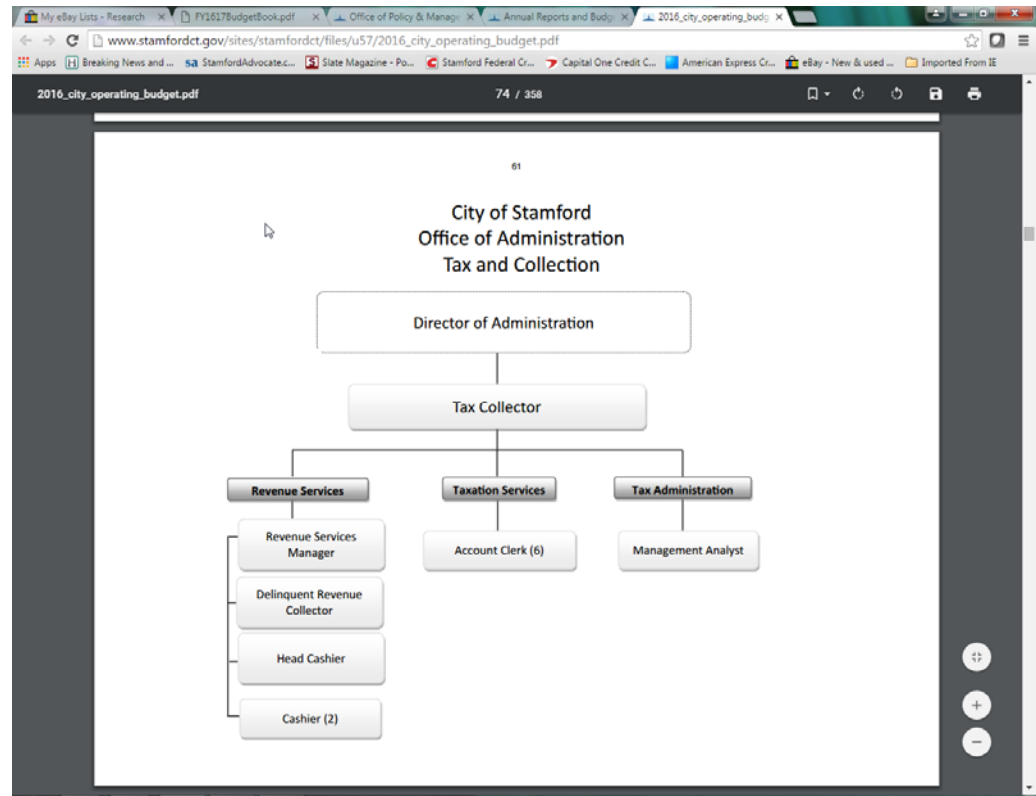 My eBay Lists - Research
FY1617BudgetBook.pdf
Office of Policy & Manage
Annual Reports and Budg
2016_city_operating_budg
www.stamfordct.gov/sites/stamfordct/files/u57/2016_city_operating_budget.pdf
Apps
Breaking News and ...
sa StamfordAdvocate.c...
S Slate Magazine - Po...
Stamford Federal Cr...
Capital One Credit C...
American Express Cr...
eBay - New & used ...
Imported From IE
2016_city_operating_budget.pdf
74 / 358
61
City of Stamford
Office of Administration
Tax and Collection
Director of Administration
Tax Collector
Revenue Services
Taxation Services
Tax Administration
Revenue Services
Manager
Account Clerk (6)
Management Analyst
Delinquent Revenue
Collector
Head Cashier
Cashier (2)